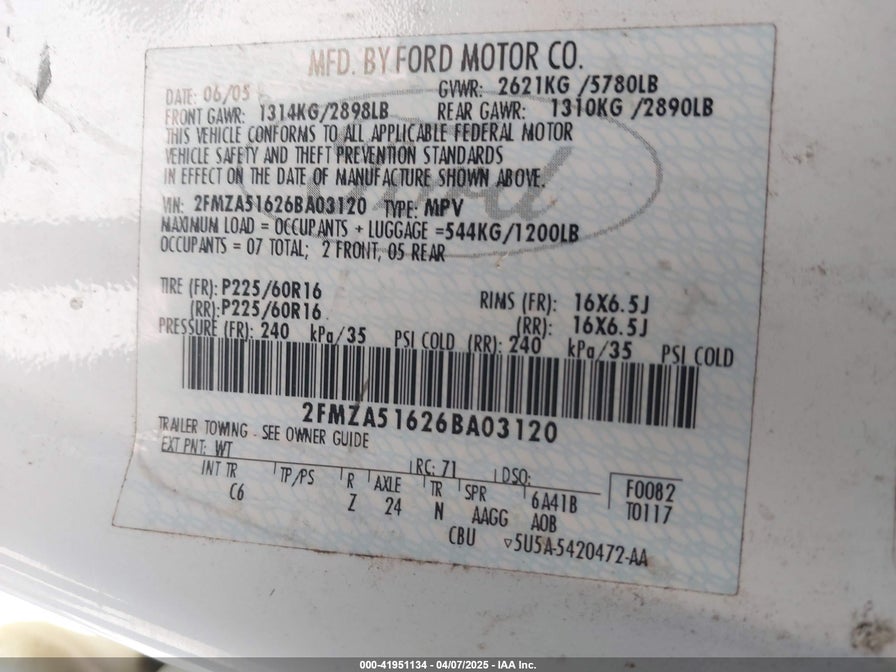 MFD. BY FORD MOTOR CO.
DATE: 06/05 GVWR: 2621KG /5780LB
FRONT GAWR: 1314KG/2898LB REAR GAWR: 1310KG /2890LB
THIS VEHICLE CONFORMS TO ALL APPLICABLE FEDERAL MOTOR
VEHICLE SAFETY AND THEFT PREVENTION STANDARDS
IN EFFECT ON THE DATE OF MANUFACTURE SHOWN ABOVE.
VIN: 2FMZA51626BA03120 TYPE: MPV
MAXIMUM LOAD = OCCUPANTS + LUGGAGE =544KG/1200LB
OCCUPANTS = 07 TOTAL; 2 FRONT, 05 REAR
TIRE (FR): P225/60R16 RIMS (FR): 16X6.5J
(RR): P225/60R16 (RR): 16X6.5J
PRESSURE (FR): 240 kPa/35 PSI COLD (RR): 240 kPa/35 PSI COLD
2FMZA51626BA03120
TRAILER TOWING - SEE OWNER GUIDE
EXT PNT: WT RC: 71 DSO:
INT TR TP/PS R AXLE TR SPR 6A41B F0082
C6 Z 24 N AAGG A0B T0117
CBU ▿5U5A-5420472-AA
Ford
000-41951134 - 04/07/2025 - IAA Inc.